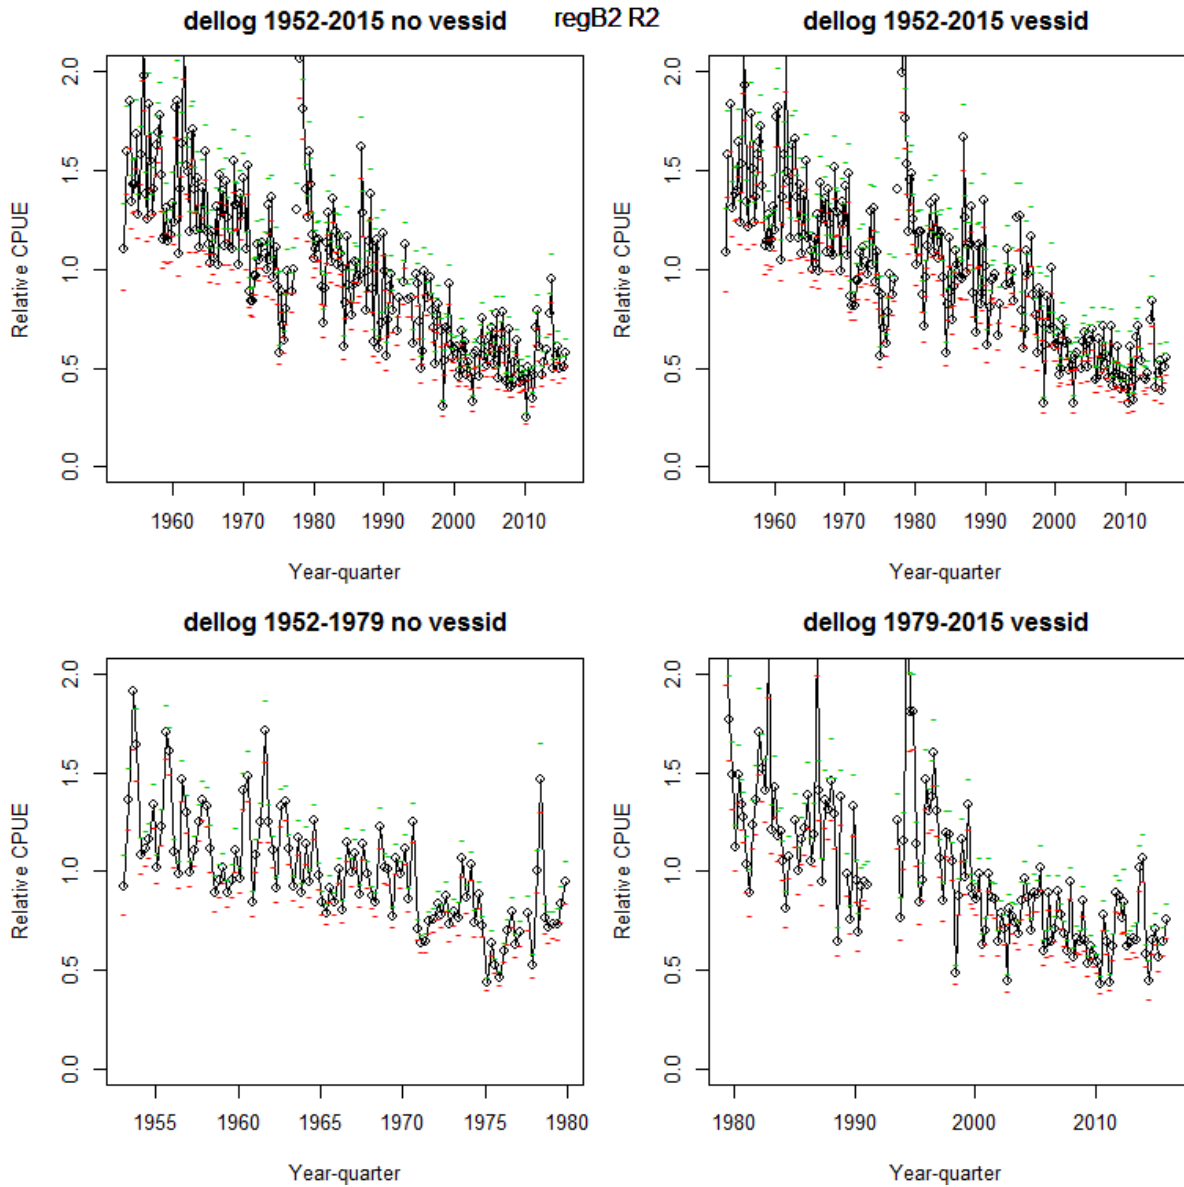 regB2 R2
dellog 1952-2015 no vessid
Relative CPUE
2.0
1.5
1.0
0.5
0.0
1960 1970 1980 1990 2000 2010
Year-quarter
dellog 1952-2015 vessid
Relative CPUE
2.0
1.5
1.0
0.5
0.0
1960 1970 1980 1990 2000 2010
Year-quarter
dellog 1952-1979 no vessid
Relative CPUE
2.0
1.5
1.0
0.5
0.0
1955 1960 1965 1970 1975 1980
Year-quarter
dellog 1979-2015 vessid
Relative CPUE
2.0
1.5
1.0
0.5
0.0
1980 1990 2000 2010
Year-quarter